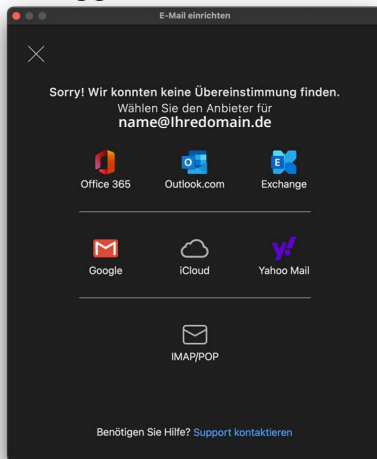 E-Mail einrichten
Sorry! Wir konnten keine Übereinstimmung finden.
Wählen Sie den Anbieter für
name@Ihredomain.de
Office 365
Outlook.com
Exchange
Google
iCloud
Yahoo Mail
IMAP/POP
Benötigen Sie Hilfe? Support kontaktieren